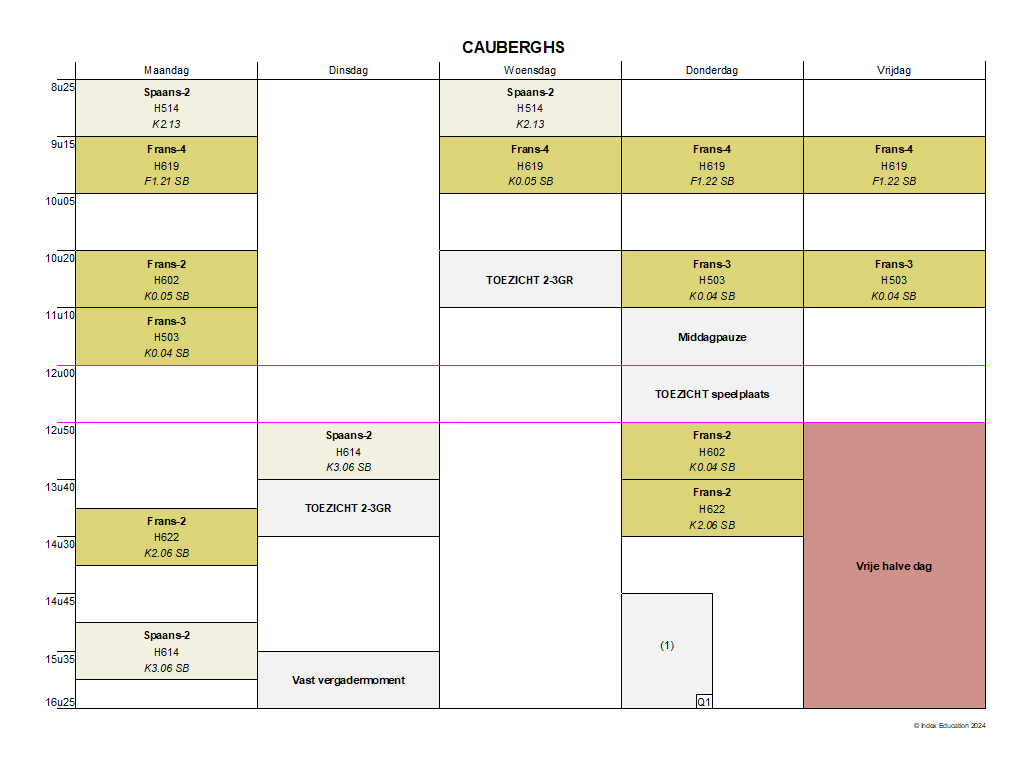 CAUBERGHS
Maandag
Dinsdag
Woensdag
Donderdag
Vrijdag
8u25
Spaans-2
H514
K2.13
Spaans-2
H514
K2.13
9u15
Frans-4
H619
F1.21 SB
Frans-4
H619
K0.05 SB
Frans-4
H619
F1.22 SB
Frans-4
H619
F1.22 SB
10u05
10u20
Frans-2
H602
K0.05 SB
TOEZICHT 2-3GR
Frans-3
H503
K0.04 SB
Frans-3
H503
K0.04 SB
11u10
Frans-3
H503
K0.04 SB
Middagpauze
12u00
TOEZICHT speelplaats
12u50
Spaans-2
H614
K3.06 SB
Frans-2
H602
K0.04 SB
13u40
TOEZICHT 2-3GR
Frans-2
H622
K2.06 SB
Frans-2
H622
K2.06 SB
14u30
Vrije halve dag
14u45
(1)
Spaans-2
H614
K3.06 SB
15u35
Vast vergadermoment
Q1
16u25
© Index Education 2024